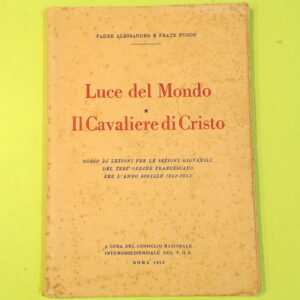 PADRE ALESSANDRO E FRATE FUOCO
Luce del Mondo
*
Il Cavaliere di Cristo
CORSO DI LEZIONI PER LE SEZIONI GIOVANILI
DEL TERZ' ORDINE FRANCESCANO
PER L'ANNO SOCIALE 1952-1953
A CURA DEL CONSIGLIO NAZIONALE
INTEROBBEDIENZIALE DEL T. O. F.
ROMA 1952